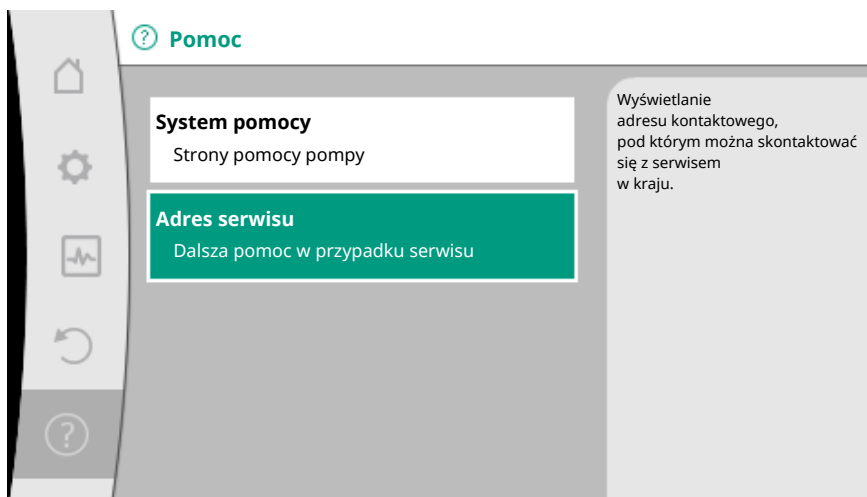 Pomoc
System pomocy
Strony pomocy pompy
Adres serwisu
Dalsza pomoc w przypadku serwisu
Wyświetlanie
adresu kontaktowego,
pod którym można skontaktować
się z serwisem
w kraju.